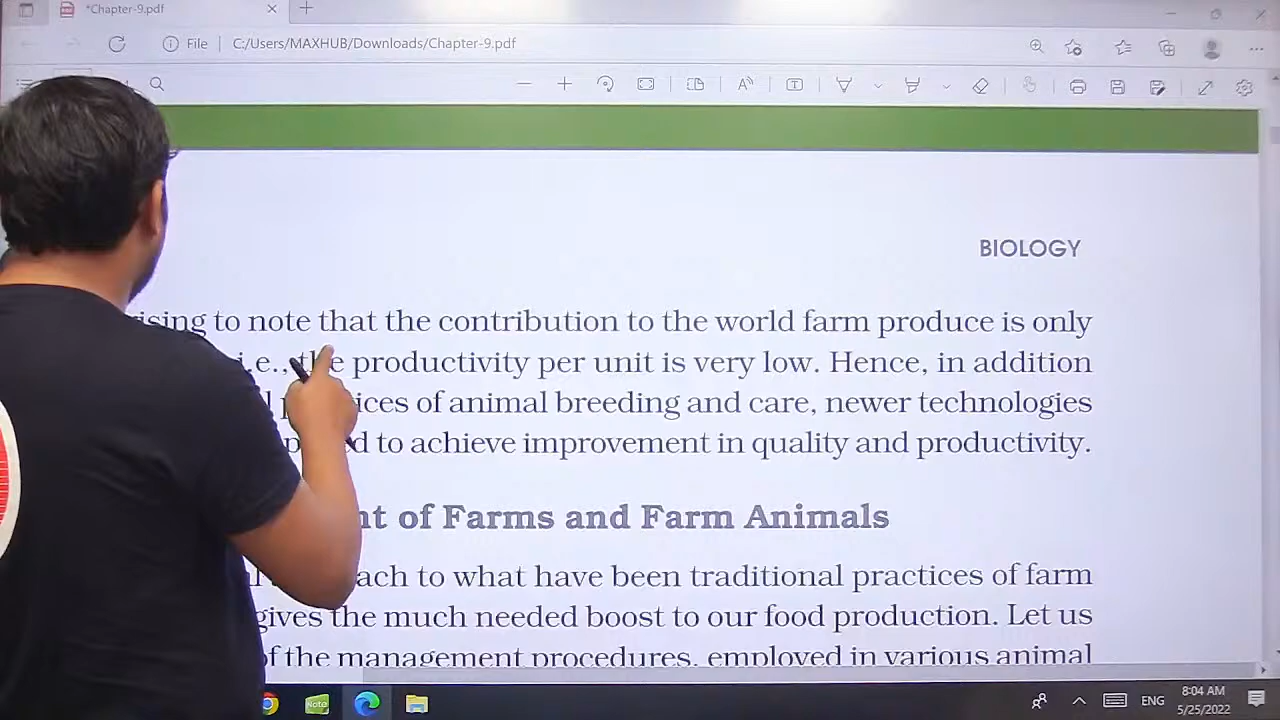 *Chapter-9.pdf
File
C:/Users/MAXHUB/Downloads/Chapter-9.pdf
BIOLOGY
to note that the contribution to the world farm produce is only
i.e., the productivity per unit is very low. Hence, in addition
of animal breeding and care, newer technologies
to achieve improvement in quality and productivity.
of Farms and Farm Animals
to what have been traditional practices of farm
gives the much needed boost to our food production. Let us
of the management procedures, employed in various animal
Note
ENG
8:04 AM
5/25/2022